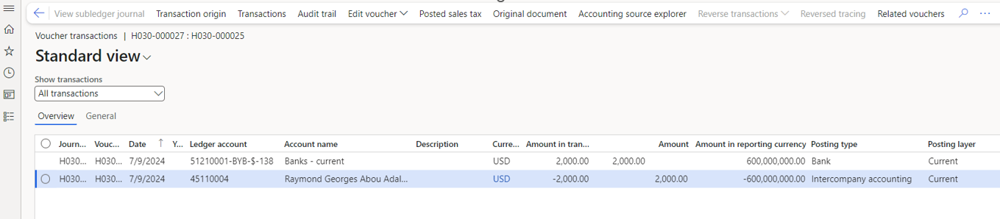 View subledger journal Transaction origin Transactions Audit trail Edit voucher Posted sales tax Original document Accounting source explorer Reverse transactions Reversed tracing Related vouchers
Voucher transactions | H030-000027 : H030-000025
Standard view
Show transactions
All transactions
Overview General
Journ... Vouc... Date Y... Ledger account Account name Description Curre... Amount in tran... Amount Amount in reporting currency Posting type Posting layer
H030... H030... 7/9/2024 51210001-BYB-$-138 Banks - current USD 2,000.00 2,000.00 600,000,000.00 Bank Current
H030... H030... 7/9/2024 45110004 Raymond Georges Abou Adal... USD -2,000.00 2,000.00 -600,000,000.00 Intercompany accounting Current